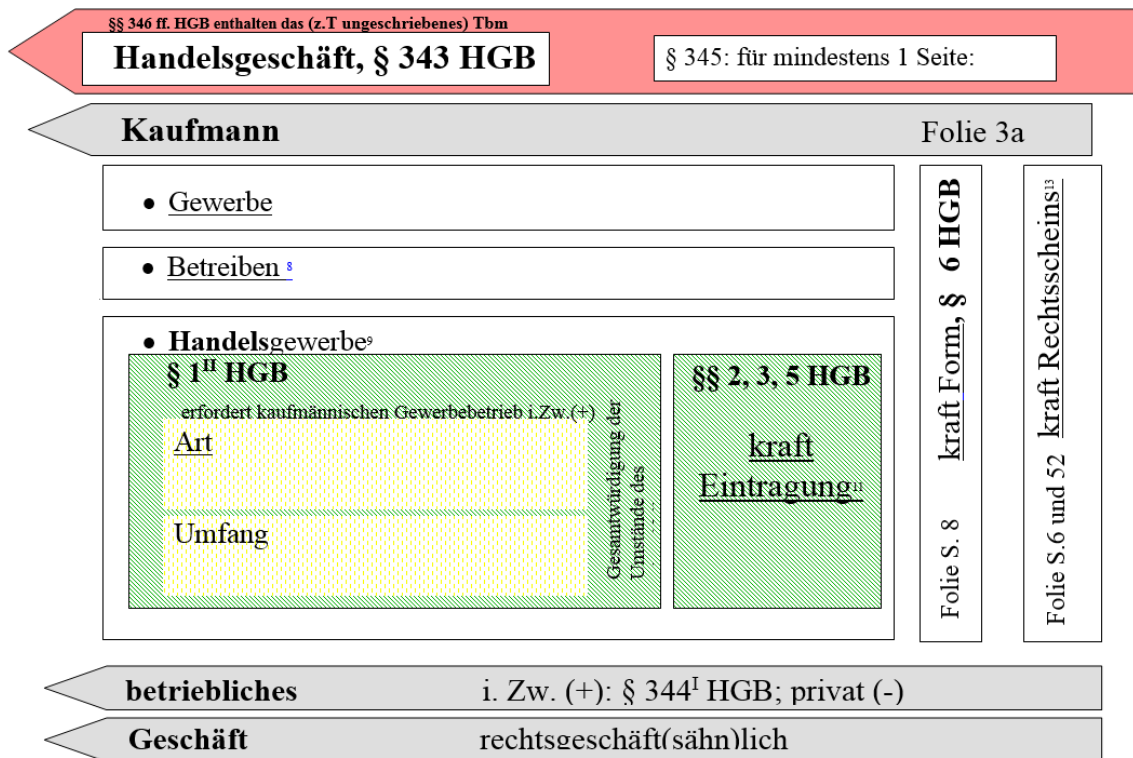 §§ 346 ff. HGB enthalten das (z.T ungeschriebenes) Tbm
Handelsgeschäft, § 343 HGB
§ 345: für mindestens 1 Seite:
Kaufmann
Folie 3a
• Gewerbe
• Betreiben 8
• Handelsgewerbe9
§ 1II HGB
erfordert kaufmännischen Gewerbebetrieb i.Zw.(+)
Art
Umfang
Gesamtwürdigung der
Umstände des
§§ 2, 3, 5 HGB
kraft
Eintragung11
Folie S. 8 kraft Form, § 6 HGB
Folie S.6 und 52 kraft Rechtsscheins13
betriebliches i. Zw. (+): § 344I HGB; privat (-)
Geschäft rechtsgeschäft(sähn)lich